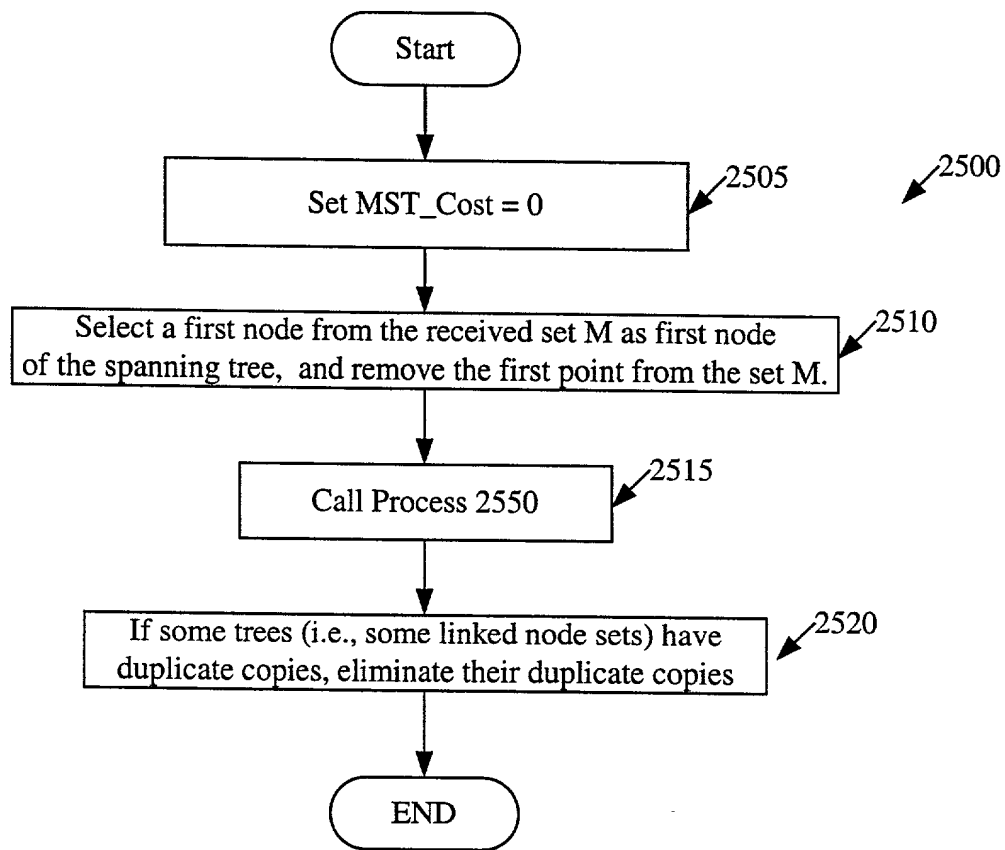 Start
2500
2505
Set MST_Cost = 0
2510
Select a first node from the received set M as first node
of the spanning tree, and remove the first point from the set M.
2515
Call Process 2550
2520
If some trees (i.e., some linked node sets) have
duplicate copies, eliminate their duplicate copies
END